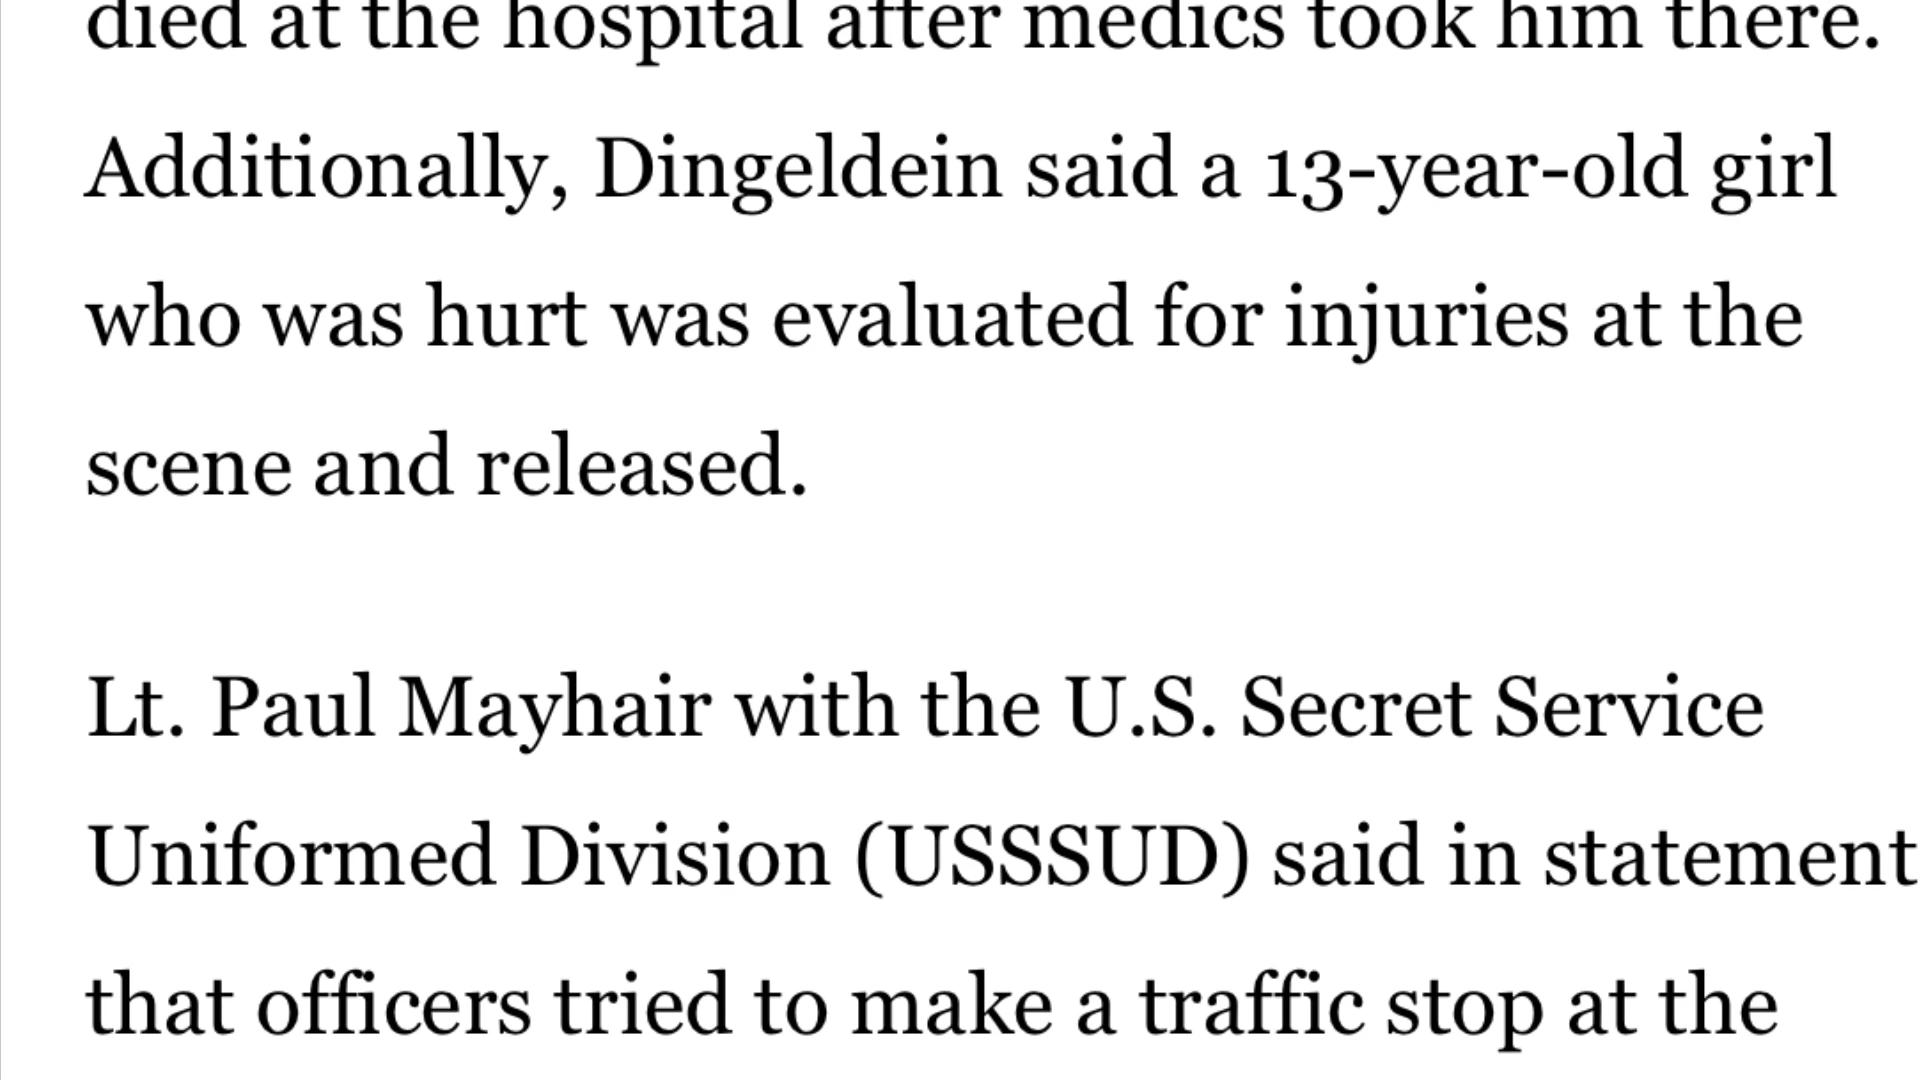 died at the hospital after medics took him there.
Additionally, Dingeldein said a 13-year-old girl
who was hurt was evaluated for injuries at the
scene and released.
Lt. Paul Mayhair with the U.S. Secret Service
Uniformed Division (USSSUD) said in statement
that officers tried to make a traffic stop at the